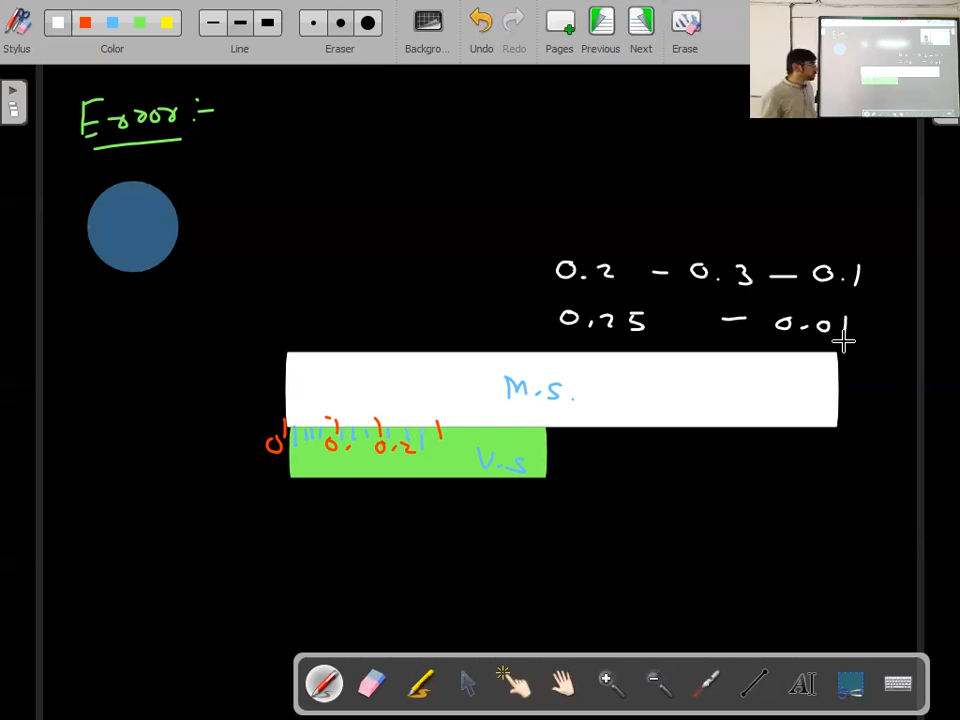 Stylus
Color
Line
Eraser
Backgro...
Undo
Redo
Pages
Previous
Next
Erase
Error :-
0.2 - 0.3 - 0.1
0.25 - 0.01
M.S.
0 0. 0.2
V.S
AI